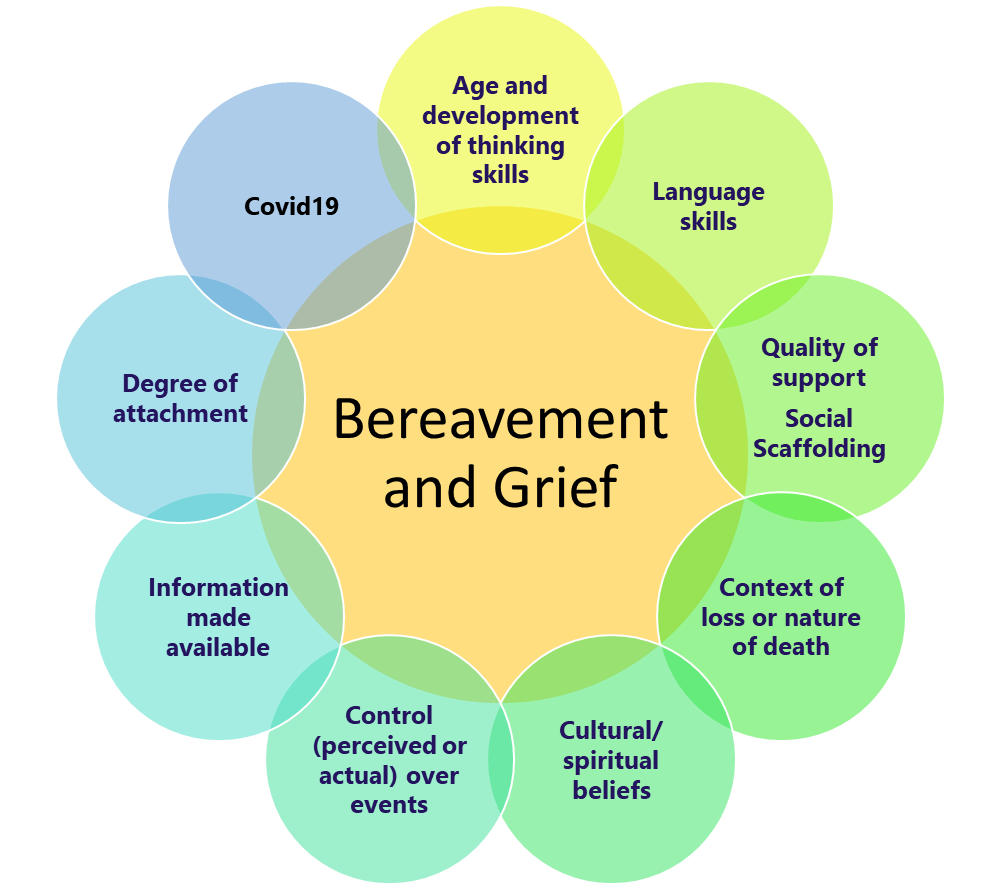 Age and
development
of thinking
skills
Language
skills
Quality of
support
Social
Scaffolding
Context of
loss or nature
of death
Cultural/
spiritual
beliefs
Control
(perceived or
actual) over
events
Information
made
available
Degree of
attachment
Covid19
Bereavement
and Grief